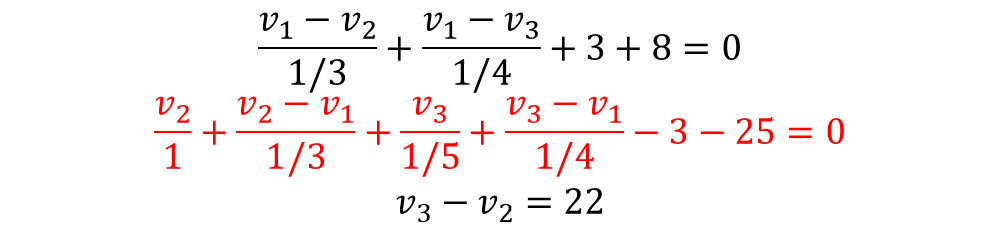 (v₁ − v₂)/(1/3) + (v₁ − v₃)/(1/4) + 3 + 8 = 0
v₂/1 + (v₂ − v₁)/(1/3) + v₃/(1/5) + (v₃ − v₁)/(1/4) − 3 − 25 = 0
v₃ − v₂ = 22